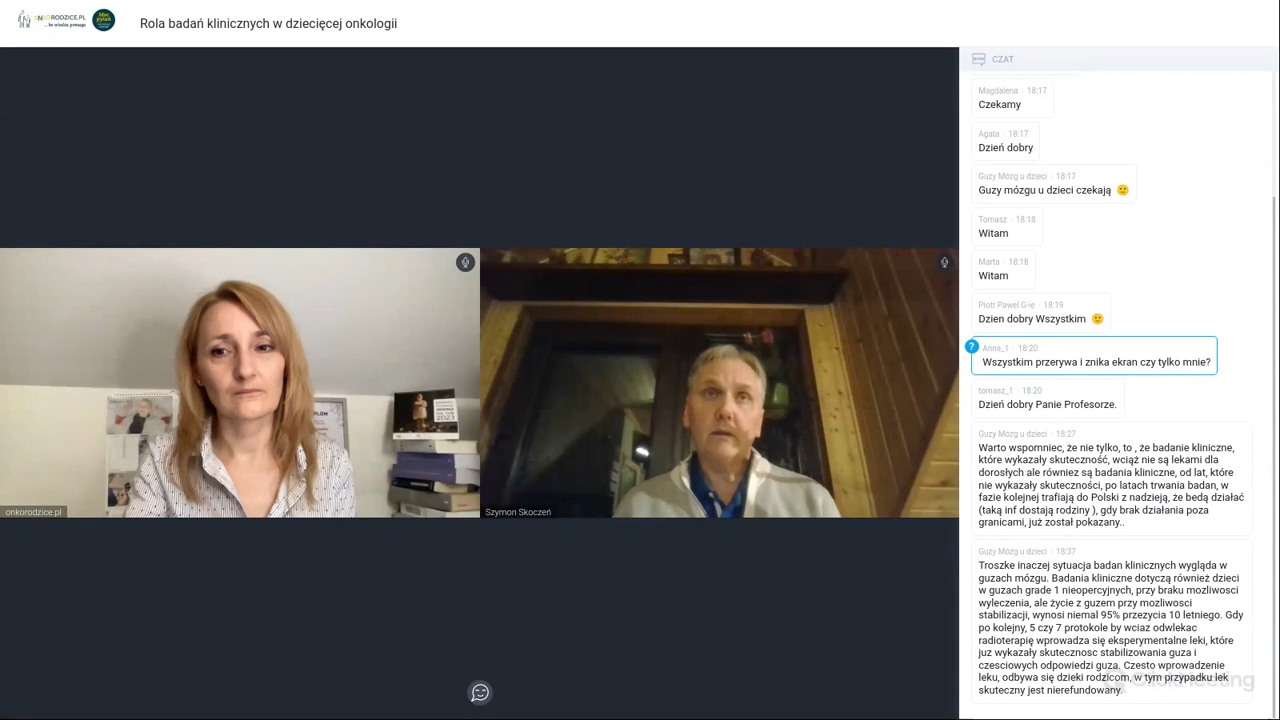 ONKORODZICE.PL
... bo wiedza pomaga
Rola badań klinicznych w dziecięcej onkologii
CZAT
Magdalena 18:17
Czekamy
Agata 18:17
Dzień dobry
Guzy Mózg u dzieci 18:17
Guzy mózgu u dzieci czekają 🙂
Tomasz 18:18
Witam
Marta 18:18
Witam
Piotr Pawel G-ie 18:19
Dzien dobry Wszystkim 🙂
?
Anna_1 18:20
Wszystkim przerywa i znika ekran czy tylko mnie?
tomasz_1 18:20
Dzień dobry Panie Profesorze.
Guzy Mózg u dzieci 18:27
Warto wspomniec, że nie tylko, to , że badanie kliniczne,
które wykazały skuteczność, wciąż nie są lekami dla
dorosłych ale równiez są badania kliniczne, od lat, które
nie wykazały skuteczności, po latach trwania badan, w
fazie kolejnej trafiają do Polski z nadzieją, że bedą działać
(taką inf dostają rodziny ), gdy brak działania poza
granicami, już został pokazany..
Guzy Mózg u dzieci 18:37
Troszke inaczej sytuacja badan klinicznych wygląda w
guzach mózgu. Badania kliniczne dotyczą również dzieci
w guzach grade 1 nieopercyjnych, przy braku mozliwosci
wyleczenia, ale życie z guzem przy mozliwosci
stabilizacji, wynosi niemal 95% przezycia 10 letniego. Gdy
po kolejny, 5 czy 7 protokole by wciaz odwlekac
radioterapię wprowadza się eksperymentalne leki, które
juz wykazały skutecznosc stabilizowania guza i
czesciowych odpowiedzi guza. Czesto wprowadzenie
leku, odbywa się dzieki rodzicom, w tym przypadku lek
skuteczny jest nierefundowany.
ClickMeeting
2023
onkorodzice.pl
Szymon Skoczeń